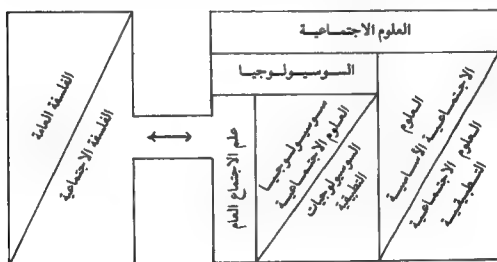 العلوم الاجتماعية
السوسيولوجيا
العلوم
الاجتماعية الأساسية
العلوم
الاجتماعية
التطبيقية
سوسيولوجيا
العلوم الاجتماعية
السوسيولوجيات
التطبيقية
علم الاجتماع العام
الفلسفة العامة
الفلسفة الاجتماعية